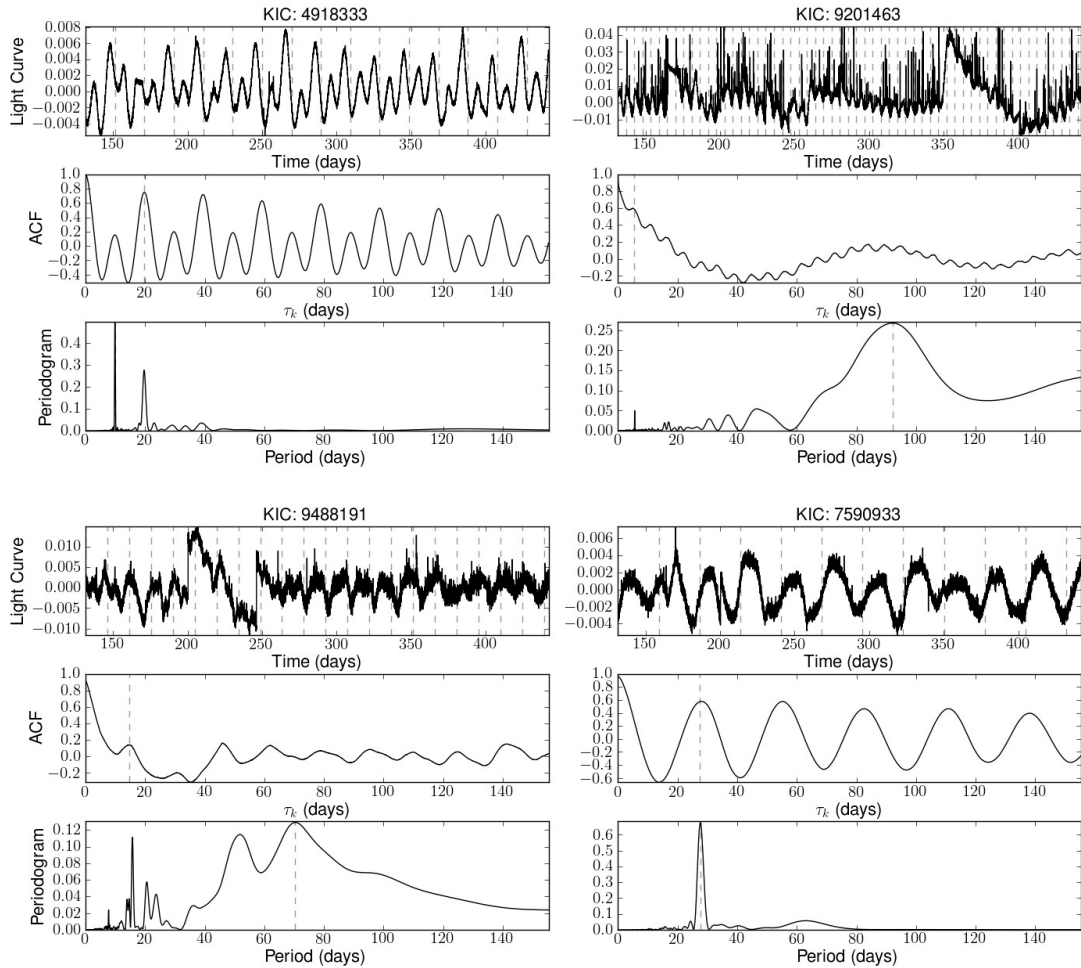 KIC: 4918333
Light Curve
0.008
0.006
0.004
0.002
0.000
−0.002
−0.004
150 200 250 300 350 400
Time (days)
ACF
1.0
0.8
0.6
0.4
0.2
0.0
−0.2
−0.4
0 20 40 60 80 100 120 140
τk (days)
Periodogram
0.4
0.3
0.2
0.1
0.0
0 20 40 60 80 100 120 140
Period (days)
KIC: 9201463
0.04
0.03
0.02
0.01
0.00
−0.01
150 200 250 300 350 400
Time (days)
1.0
0.8
0.6
0.4
0.2
0.0
−0.2
0 20 40 60 80 100 120 140
τk (days)
0.25
0.20
0.15
0.10
0.05
0.00
0 20 40 60 80 100 120 140
Period (days)
KIC: 9488191
Light Curve
0.010
0.005
0.000
−0.005
−0.010
150 200 250 300 350 400
Time (days)
ACF
1.0
0.8
0.6
0.4
0.2
0.0
−0.2
0 20 40 60 80 100 120 140
τk (days)
Periodogram
0.12
0.10
0.08
0.06
0.04
0.02
0.00
0 20 40 60 80 100 120 140
Period (days)
KIC: 7590933
0.006
0.004
0.002
0.000
−0.002
−0.004
150 200 250 300 350 400
Time (days)
1.0
0.8
0.6
0.4
0.2
0.0
−0.2
−0.4
−0.6
0 20 40 60 80 100 120 140
τk (days)
0.6
0.5
0.4
0.3
0.2
0.1
0.0
0 20 40 60 80 100 120 140
Period (days)